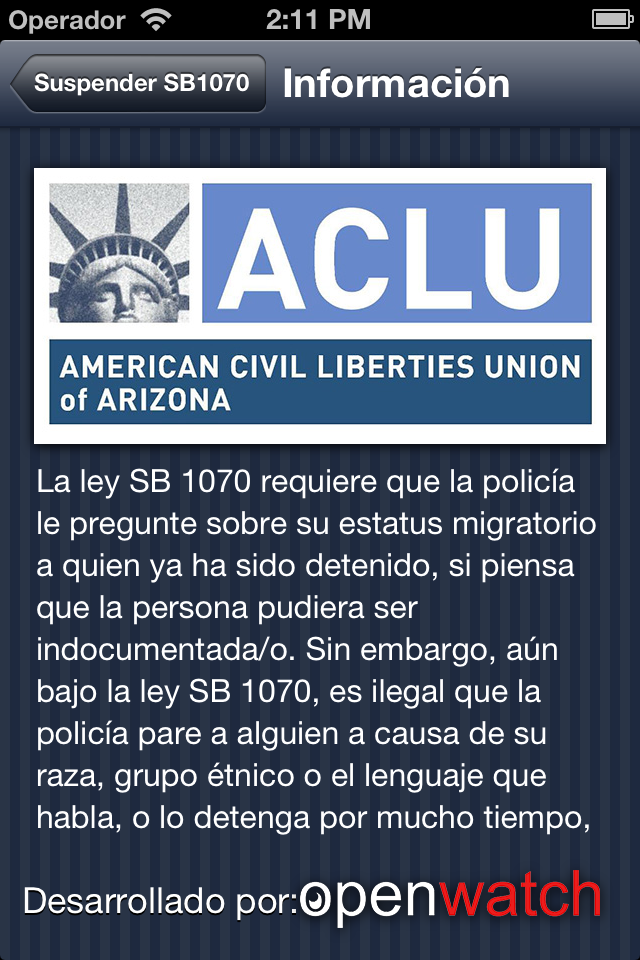 Operador 2:11 PM
Suspender SB1070 Información
ACLU
AMERICAN CIVIL LIBERTIES UNION
of ARIZONA
La ley SB 1070 requiere que la policía
le pregunte sobre su estatus migratorio
a quien ya ha sido detenido, si piensa
que la persona pudiera ser
indocumentada/o. Sin embargo, aún
bajo la ley SB 1070, es ilegal que la
policía pare a alguien a causa de su
raza, grupo étnico o el lenguaje que
habla, o lo detenga por mucho tiempo,
Desarrollado por:openwatch